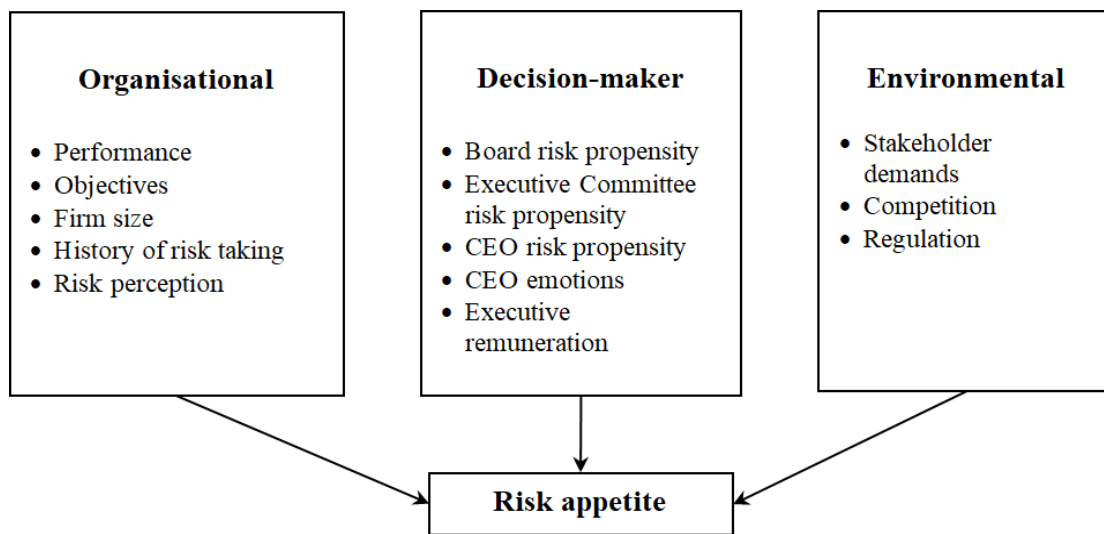 Organisational
• Performance
• Objectives
• Firm size
• History of risk taking
• Risk perception
Decision-maker
• Board risk propensity
• Executive Committee
risk propensity
• CEO risk propensity
• CEO emotions
• Executive
remuneration
Environmental
• Stakeholder
demands
• Competition
• Regulation
Risk appetite